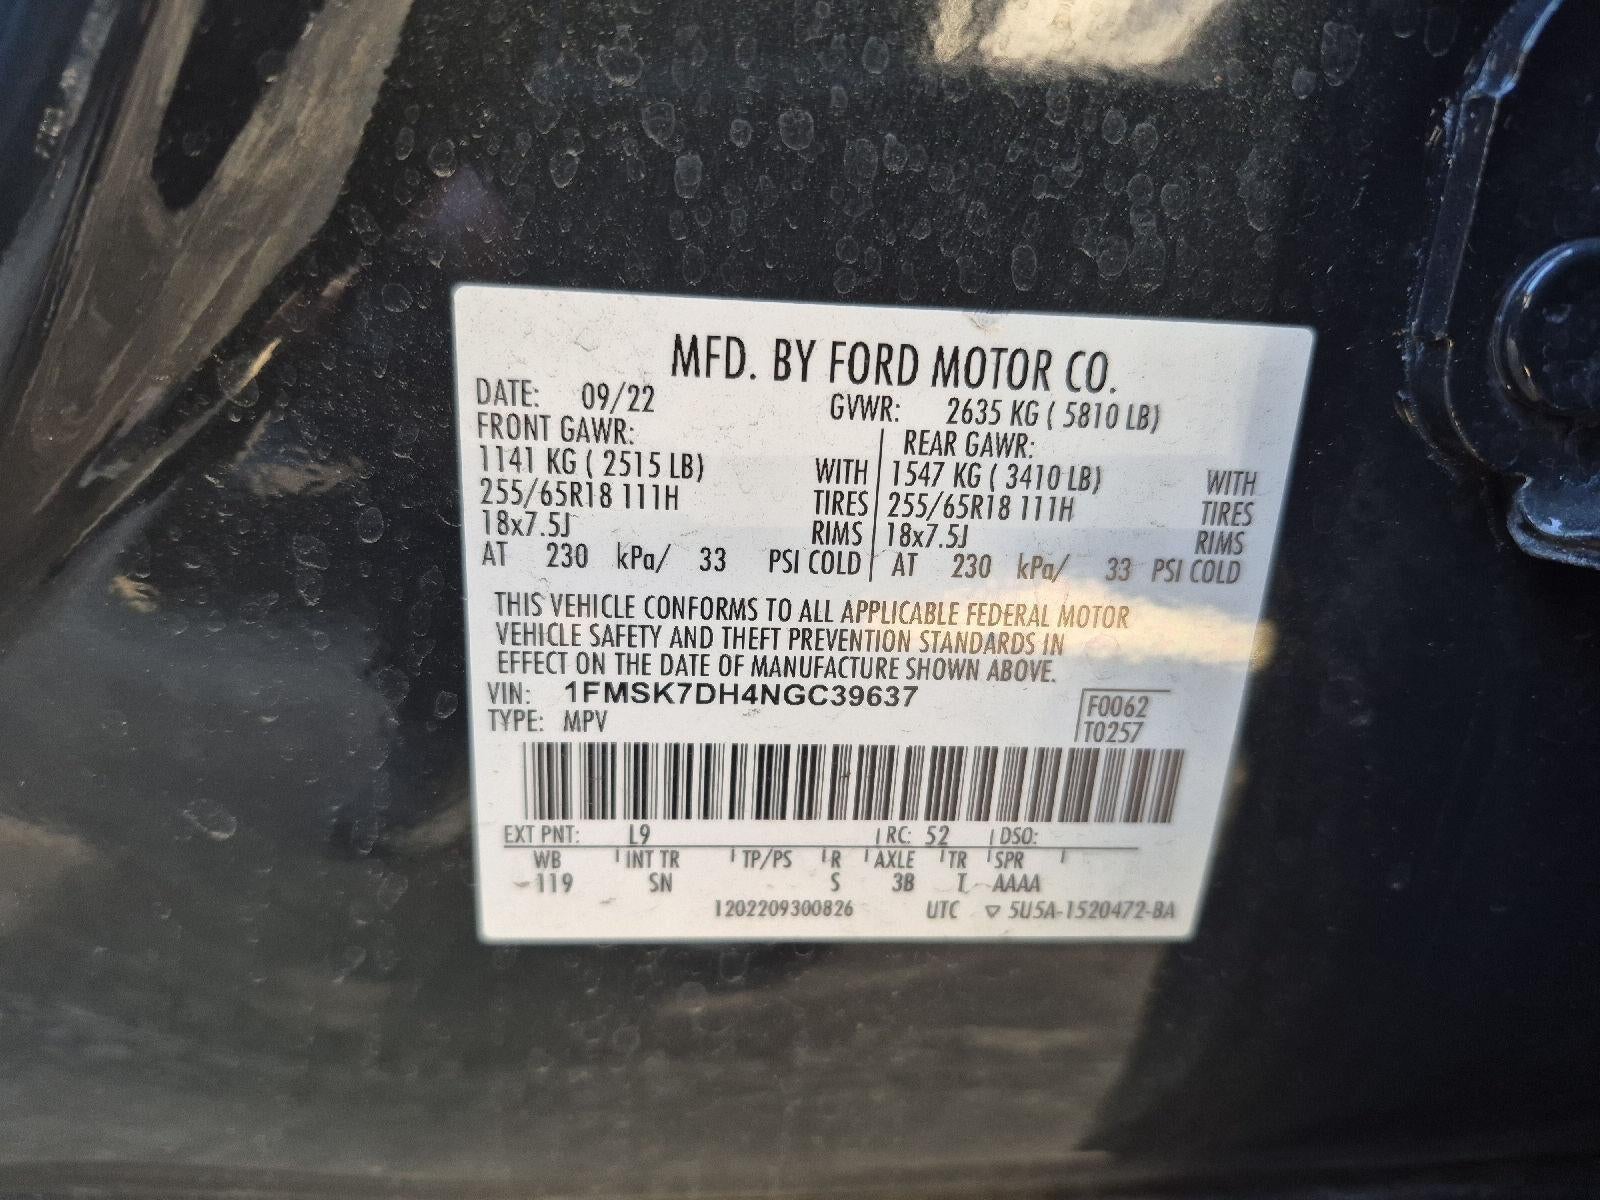 MFD. BY FORD MOTOR CO.
DATE: 09/22 GVWR: 2635 KG ( 5810 LB)
FRONT GAWR: REAR GAWR:
1141 KG ( 2515 LB) WITH 1547 KG ( 3410 LB) WITH
255/65R18 111H TIRES 255/65R18 111H TIRES
18x7.5J RIMS 18x7.5J RIMS
AT 230 kPa/ 33 PSI COLD AT 230 kPa/ 33 PSI COLD
THIS VEHICLE CONFORMS TO ALL APPLICABLE FEDERAL MOTOR
VEHICLE SAFETY AND THEFT PREVENTION STANDARDS IN
EFFECT ON THE DATE OF MANUFACTURE SHOWN ABOVE.
VIN: 1FMSK7DH4NGC39637 F0062
TYPE: MPV T0257
EXT PNT: L9 RC: 52 DSO:
WB INT TR TP/PS R AXLE TR SPR
119 SN S 3B T AAAA
1202209300826 UTC ▽ 5U5A-1520472-BA